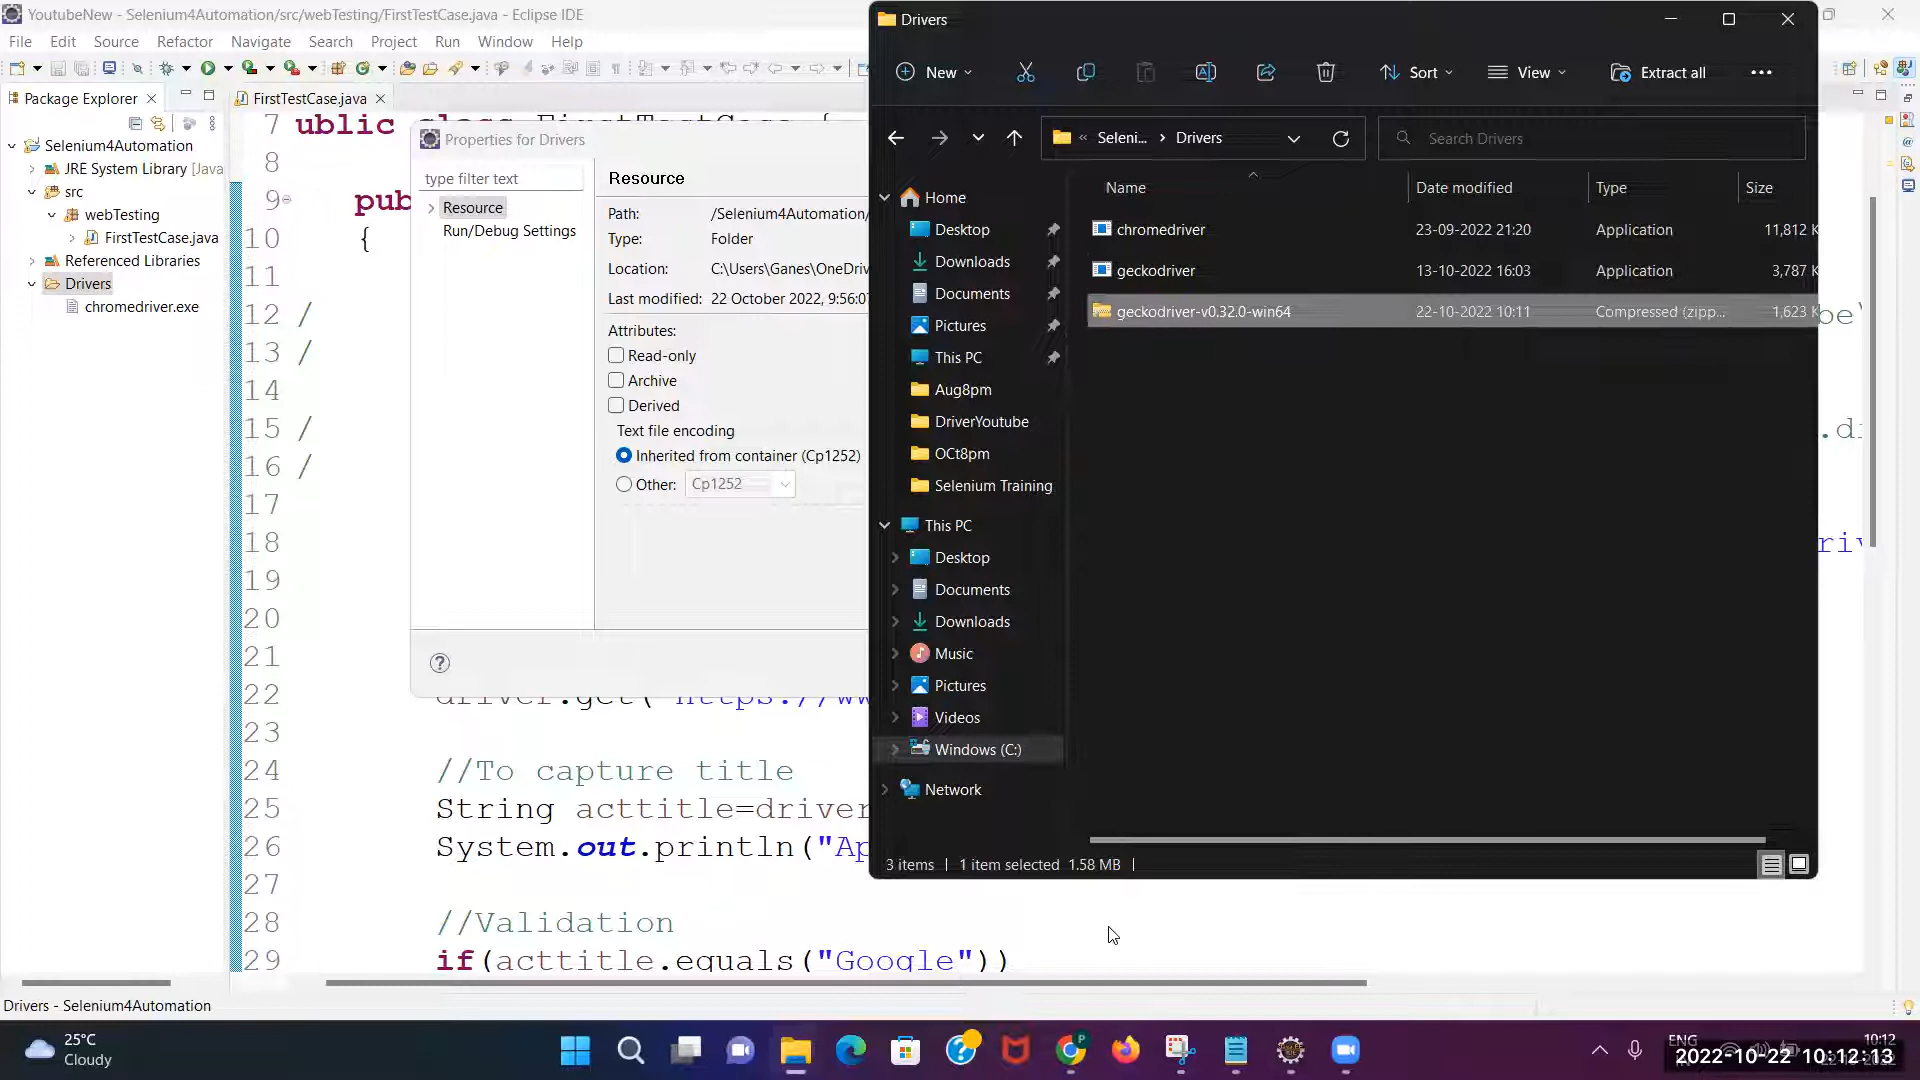 YoutubeNew - Selenium4Automation/src/webTesting/FirstTestCase.java - Eclipse IDE
File Edit Source Refactor Navigate Search Project Run Window Help
Package Explorer
Selenium4Automation
JRE System Library [Java
src
webTesting
FirstTestCase.java
Referenced Libraries
Drivers
chromedriver.exe
FirstTestCase.java
7 ublic class FirstTestCase {
8
9 pub
10 {
11
12 /
13 /
14
15 /
16 /
17
18
19
20
21
22 driver.get("https://ww
23
24 //To capture title
25 String acttitle=driver
26 System.out.println("Ap
27
28 //Validation
29 if(acttitle.equals("Google"))
Properties for Drivers
type filter text
Resource
Run/Debug Settings
Resource
Path: /Selenium4Automation/
Type: Folder
Location: C:\Users\Ganes\OneDriv
Last modified: 22 October 2022, 9:56:07
Attributes:
Read-only
Archive
Derived
Text file encoding
Inherited from container (Cp1252)
Other: Cp1252
Drivers
New Sort View Extract all
Seleni... Drivers
Search Drivers
Home
Desktop
Downloads
Documents
Pictures
This PC
Aug8pm
DriverYoutube
OCt8pm
Selenium Training
This PC
Desktop
Documents
Downloads
Music
Pictures
Videos
Windows (C:)
Network
Name Date modified Type Size
chromedriver 23-09-2022 21:20 Application 11,812 K
geckodriver 13-10-2022 16:03 Application 3,787 K
geckodriver-v0.32.0-win64 22-10-2022 10:11 Compressed (zipp... 1,623 K
3 items 1 item selected 1.58 MB
be
.d
riv
Drivers - Selenium4Automation
25°C
Cloudy
ENG
10:12
2022-10-22 10:12:13